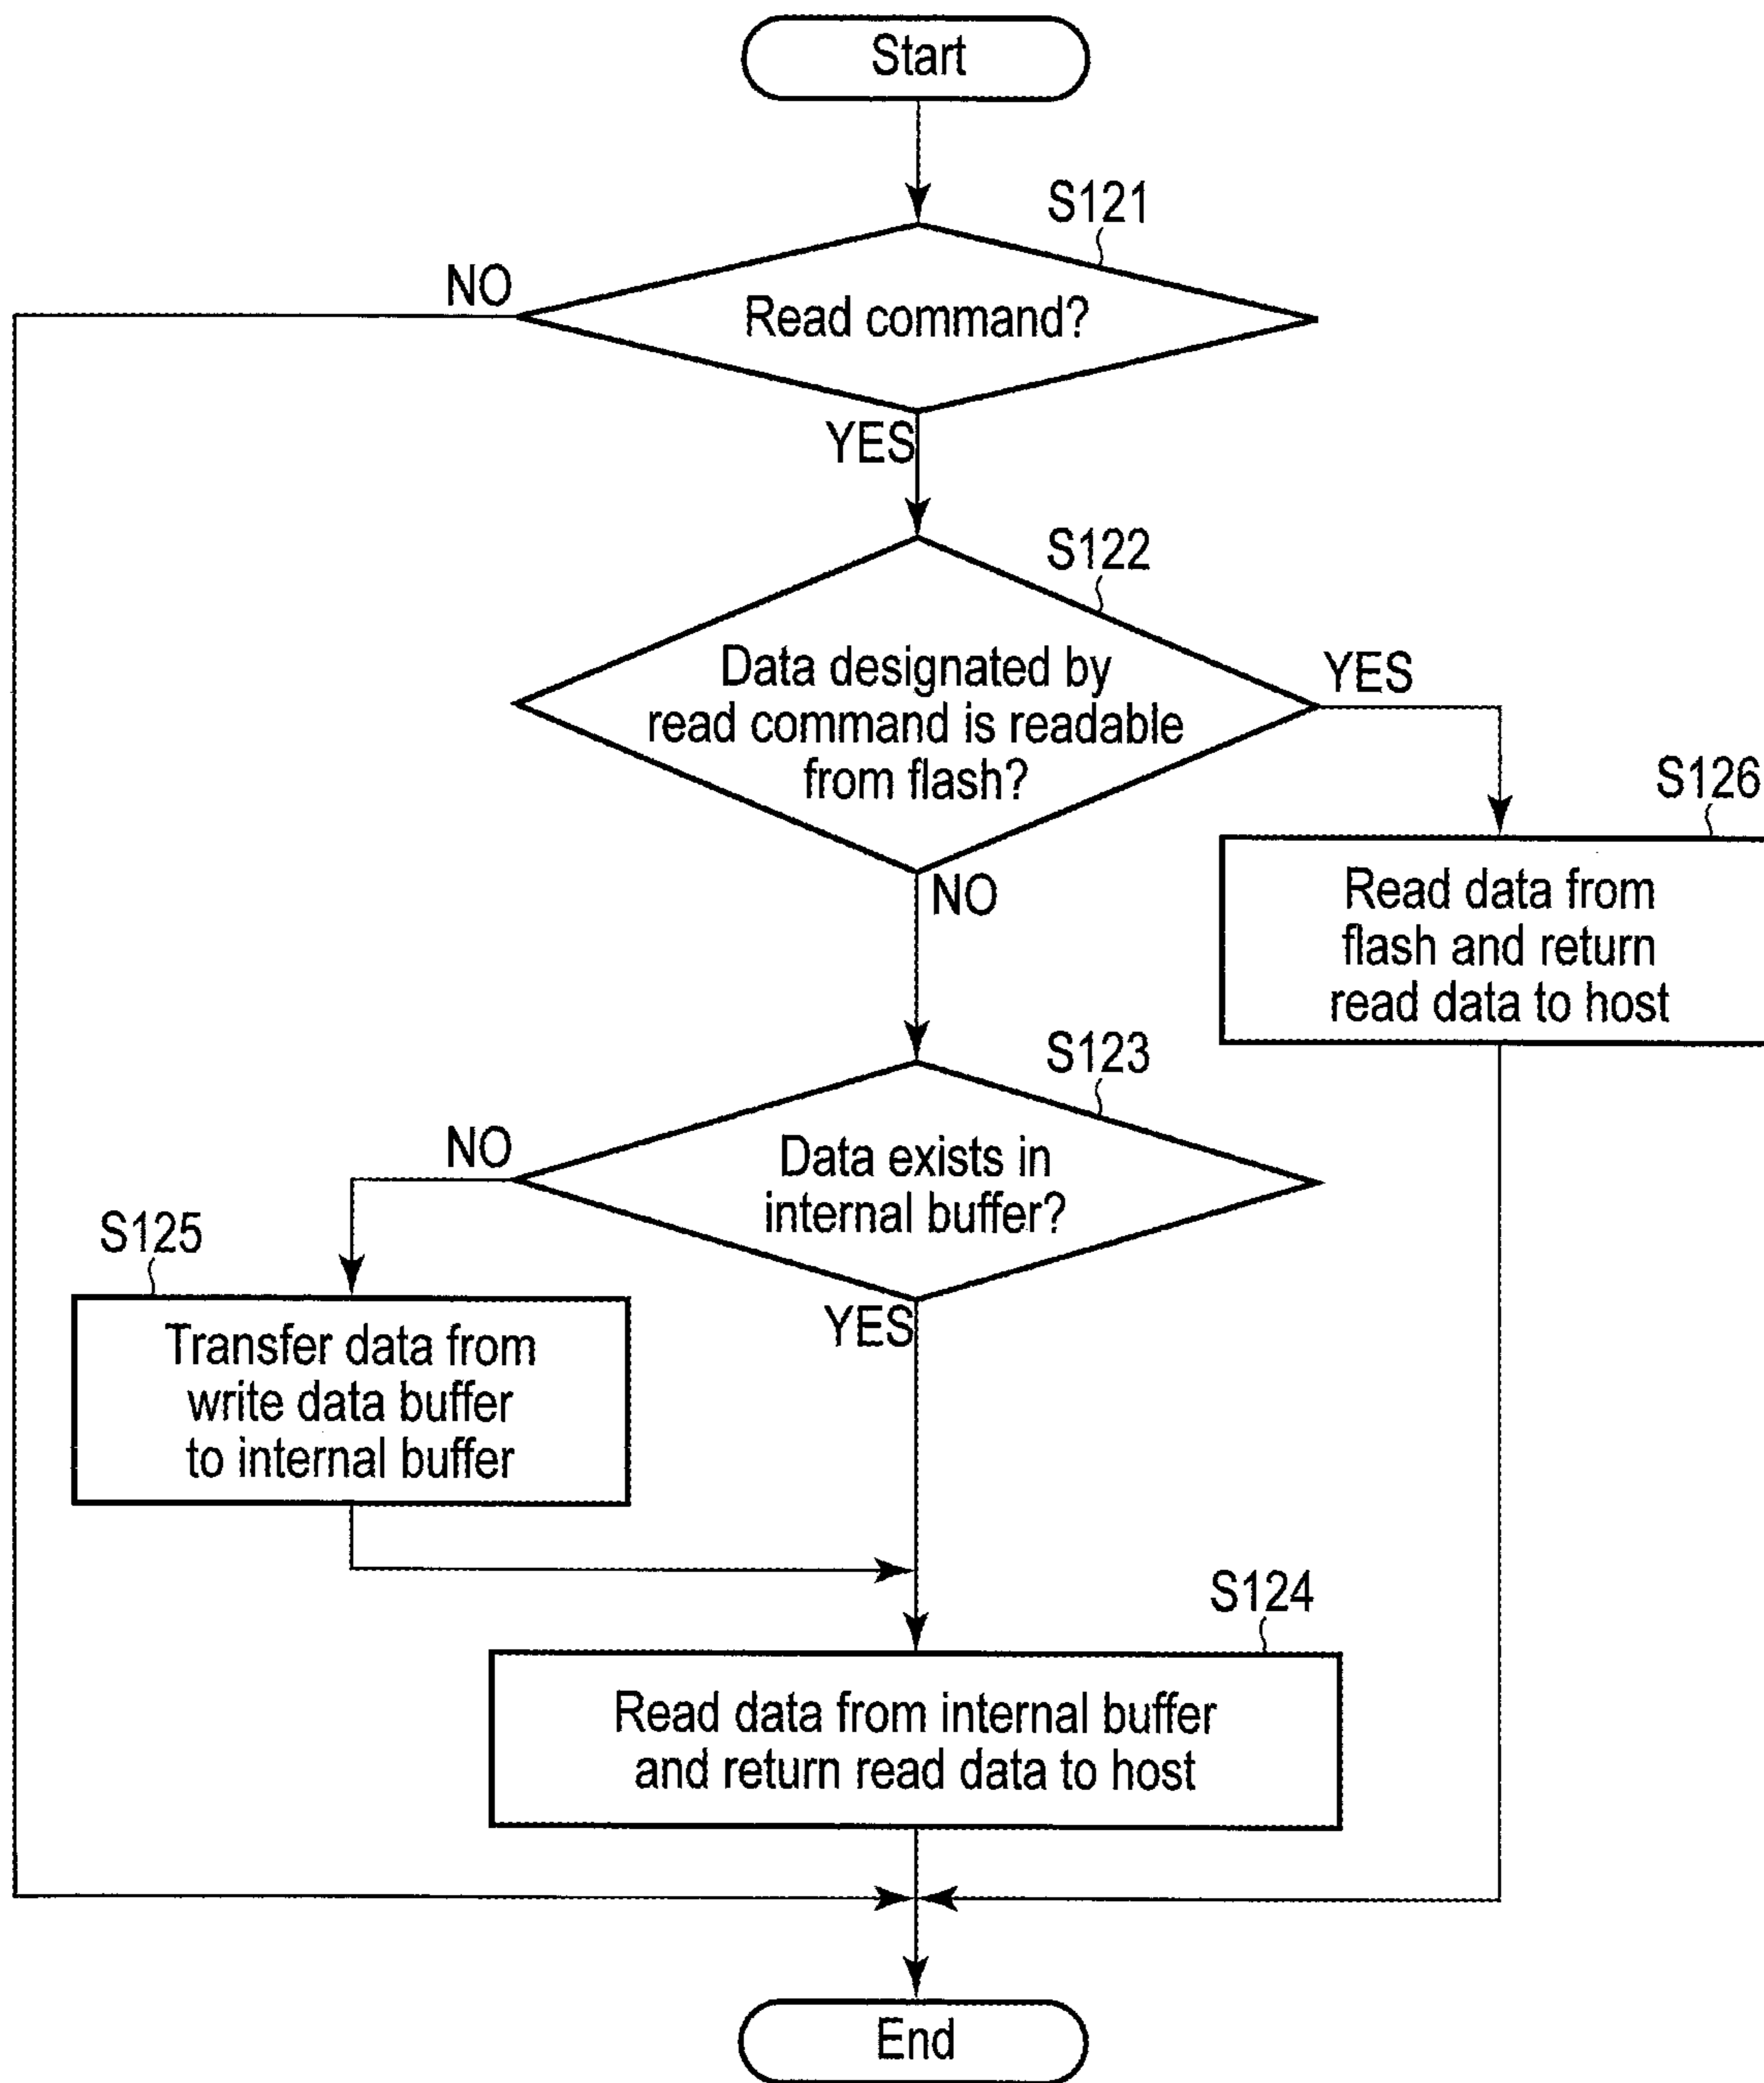 Start
S121
NO
Read command?
YES
S122
Data designated by
read command is readable
from flash?
YES
NO
S126
Read data from
flash and return
read data to host
S123
NO
Data exists in
internal buffer?
YES
S125
Transfer data from
write data buffer
to internal buffer
S124
Read data from internal buffer
and return read data to host
End